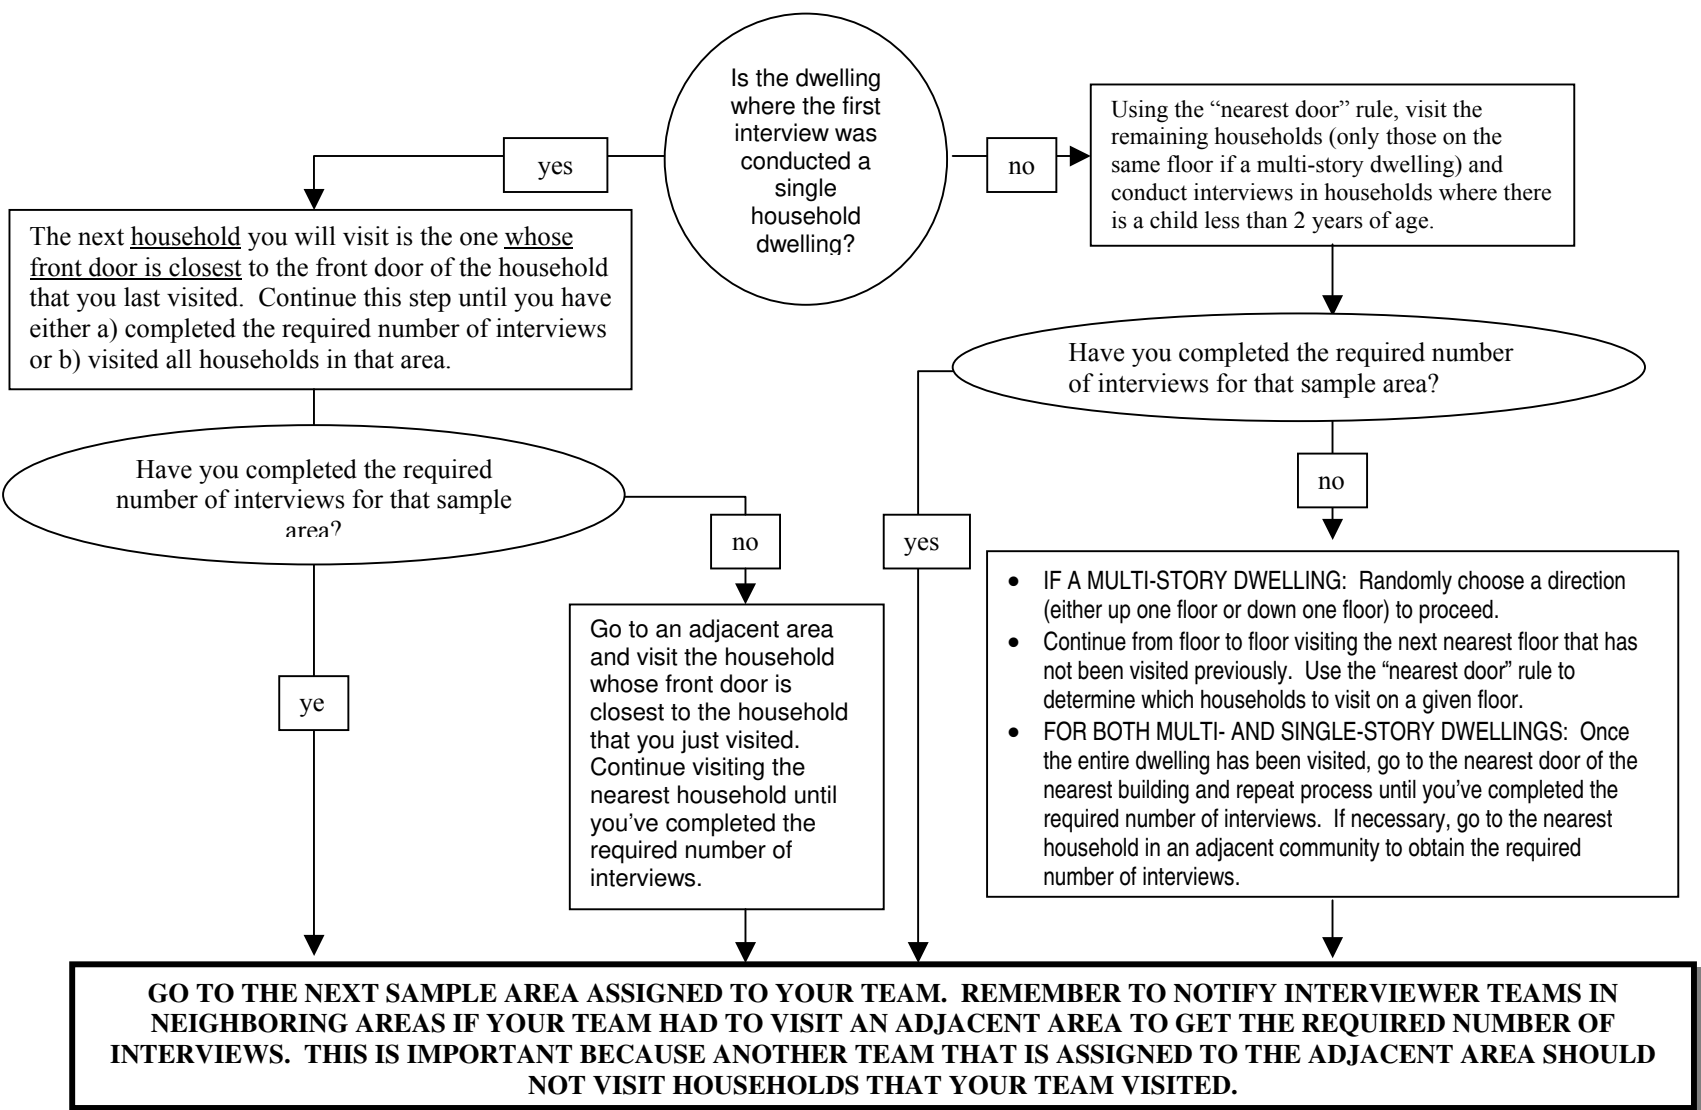 Is the dwelling
where the first
interview was
conducted a
single
household
dwelling?
yes
no
Using the “nearest door” rule, visit the
remaining households (only those on the
same floor if a multi-story dwelling) and
conduct interviews in households where there
is a child less than 2 years of age.
The next household you will visit is the one whose
front door is closest to the front door of the household
that you last visited.  Continue this step until you have
either a) completed the required number of interviews
or b) visited all households in that area.
Have you completed the required number
of interviews for that sample area?
Have you completed the required
number of interviews for that sample
area?
no
no
yes
ye
Go to an adjacent area
and visit the household
whose front door is
closest to the household
that you just visited.
Continue visiting the
nearest household until
you’ve completed the
required number of
interviews.
• IF A MULTI-STORY DWELLING:  Randomly choose a direction
(either up one floor or down one floor) to proceed.
• Continue from floor to floor visiting the next nearest floor that has
not been visited previously.  Use the “nearest door” rule to
determine which households to visit on a given floor.
• FOR BOTH MULTI- AND SINGLE-STORY DWELLINGS:  Once
the entire dwelling has been visited, go to the nearest door of the
nearest building and repeat process until you’ve completed the
required number of interviews.  If necessary, go to the nearest
household in an adjacent community to obtain the required
number of interviews.
GO TO THE NEXT SAMPLE AREA ASSIGNED TO YOUR TEAM.  REMEMBER TO NOTIFY INTERVIEWER TEAMS IN
NEIGHBORING AREAS IF YOUR TEAM HAD TO VISIT AN ADJACENT AREA TO GET THE REQUIRED NUMBER OF
INTERVIEWS.  THIS IS IMPORTANT BECAUSE ANOTHER TEAM THAT IS ASSIGNED TO THE ADJACENT AREA SHOULD
NOT VISIT HOUSEHOLDS THAT YOUR TEAM VISITED.